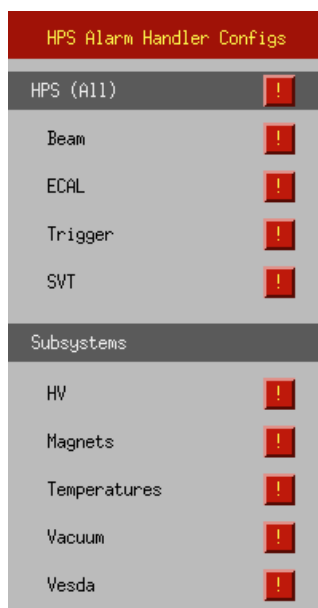 HPS Alarm Handler Configs
HPS (All) !
Beam !
ECAL !
Trigger !
SVT !
Subsystems
HV !
Magnets !
Temperatures !
Vacuum !
Vesda !